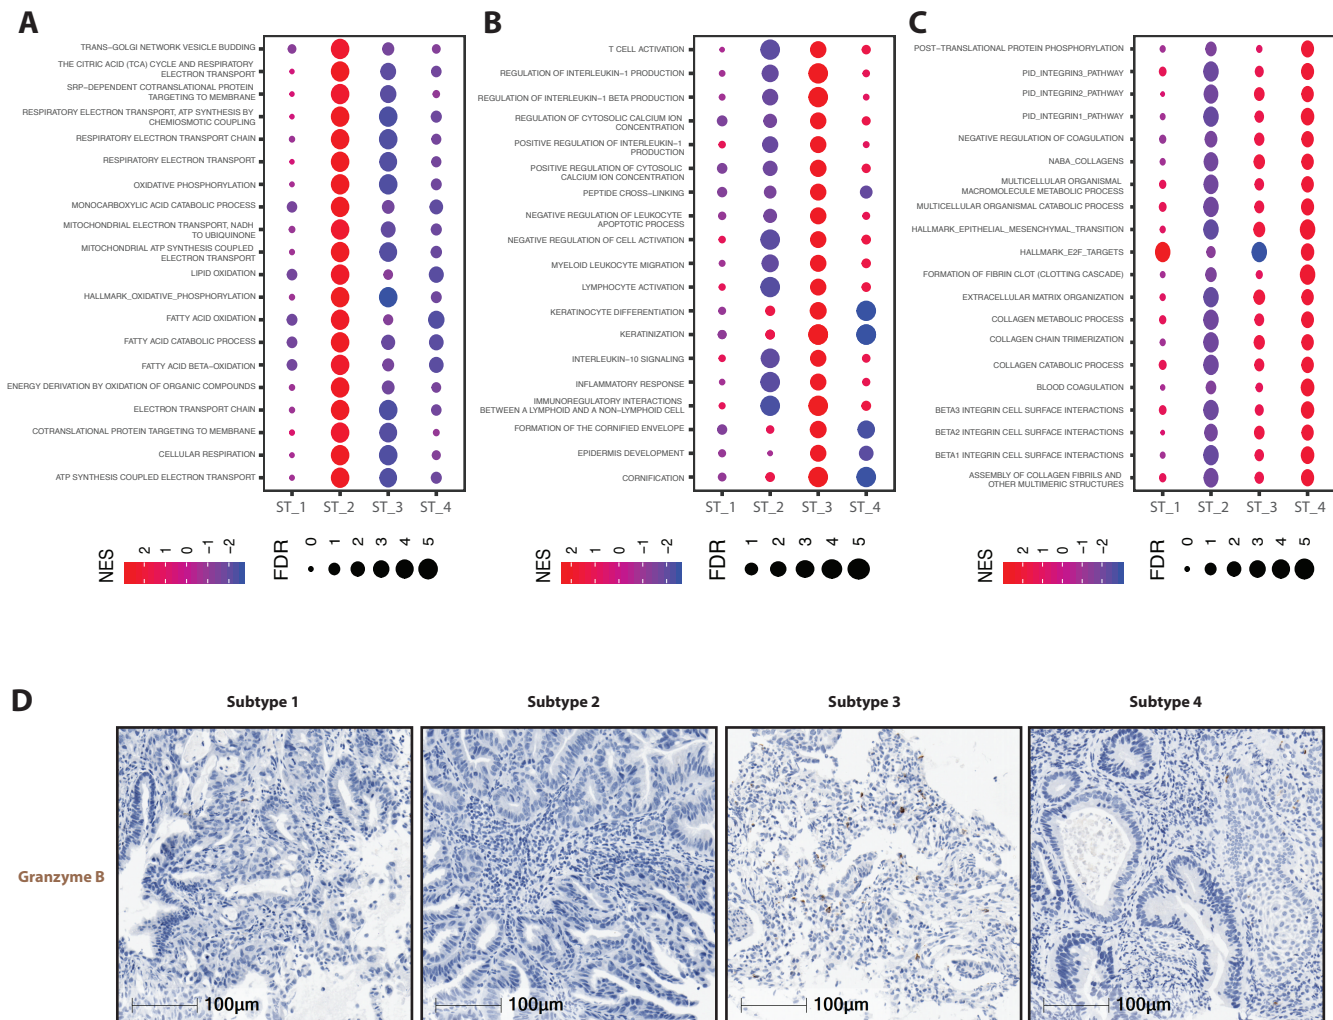 A
TRANS-GOLGI NETWORK VESICLE BUDDING
THE CITRIC ACID (TCA) CYCLE AND RESPIRATORY
ELECTRON TRANSPORT
SRP-DEPENDENT COTRANSLATIONAL PROTEIN
TARGETING TO MEMBRANE
RESPIRATORY ELECTRON TRANSPORT, ATP SYNTHESIS BY
CHEMIOSMOTIC COUPLING
RESPIRATORY ELECTRON TRANSPORT CHAIN
RESPIRATORY ELECTRON TRANSPORT
OXIDATIVE PHOSPHORYLATION
MONOCARBOXYLIC ACID CATABOLIC PROCESS
MITOCHONDRIAL ELECTRON TRANSPORT, NADH
TO UBIQUINONE
MITOCHONDRIAL ATP SYNTHESIS COUPLED
ELECTRON TRANSPORT
LIPID OXIDATION
HALLMARK_OXIDATIVE_PHOSPHORYLATION
FATTY ACID OXIDATION
FATTY ACID CATABOLIC PROCESS
FATTY ACID BETA-OXIDATION
ENERGY DERIVATION BY OXIDATION OF ORGANIC COMPOUNDS
ELECTRON TRANSPORT CHAIN
COTRANSLATIONAL PROTEIN TARGETING TO MEMBRANE
CELLULAR RESPIRATION
ATP SYNTHESIS COUPLED ELECTRON TRANSPORT
ST_1 ST_2 ST_3 ST_4
NES 2 1 0 -1 -2
FDR 0 1 2 3 4 5
B
T CELL ACTIVATION
REGULATION OF INTERLEUKIN-1 PRODUCTION
REGULATION OF INTERLEUKIN-1 BETA PRODUCTION
REGULATION OF CYTOSOLIC CALCIUM ION
CONCENTRATION
POSITIVE REGULATION OF INTERLEUKIN-1
PRODUCTION
POSITIVE REGULATION OF CYTOSOLIC
CALCIUM ION CONCENTRATION
PEPTIDE CROSS-LINKING
NEGATIVE REGULATION OF LEUKOCYTE
APOPTOTIC PROCESS
NEGATIVE REGULATION OF CELL ACTIVATION
MYELOID LEUKOCYTE MIGRATION
LYMPHOCYTE ACTIVATION
KERATINOCYTE DIFFERENTIATION
KERATINIZATION
INTERLEUKIN-10 SIGNALING
INFLAMMATORY RESPONSE
IMMUNOREGULATORY INTERACTIONS
BETWEEN A LYMPHOID AND A NON-LYMPHOID CELL
FORMATION OF THE CORNIFIED ENVELOPE
EPIDERMIS DEVELOPMENT
CORNIFICATION
ST_1 ST_2 ST_3 ST_4
NES 2 1 0 -1 -2
FDR 1 2 3 4 5
C
POST-TRANSLATIONAL PROTEIN PHOSPHORYLATION
PID_INTEGRIN3_PATHWAY
PID_INTEGRIN2_PATHWAY
PID_INTEGRIN1_PATHWAY
NEGATIVE REGULATION OF COAGULATION
NABA_COLLAGENS
MULTICELLULAR ORGANISMAL
MACROMOLECULE METABOLIC PROCESS
MULTICELLULAR ORGANISMAL CATABOLIC PROCESS
HALLMARK_EPITHELIAL_MESENCHYMAL_TRANSITION
HALLMARK_E2F_TARGETS
FORMATION OF FIBRIN CLOT (CLOTTING CASCADE)
EXTRACELLULAR MATRIX ORGANIZATION
COLLAGEN METABOLIC PROCESS
COLLAGEN CHAIN TRIMERIZATION
COLLAGEN CATABOLIC PROCESS
BLOOD COAGULATION
BETA3 INTEGRIN CELL SURFACE INTERACTIONS
BETA2 INTEGRIN CELL SURFACE INTERACTIONS
BETA1 INTEGRIN CELL SURFACE INTERACTIONS
ASSEMBLY OF COLLAGEN FIBRILS AND
OTHER MULTIMERIC STRUCTURES
ST_1 ST_2 ST_3 ST_4
NES 2 1 0 -1 -2
FDR 0 1 2 3 4 5
D
Subtype 1 Subtype 2 Subtype 3 Subtype 4
Granzyme B
100µm 100µm 100µm 100µm